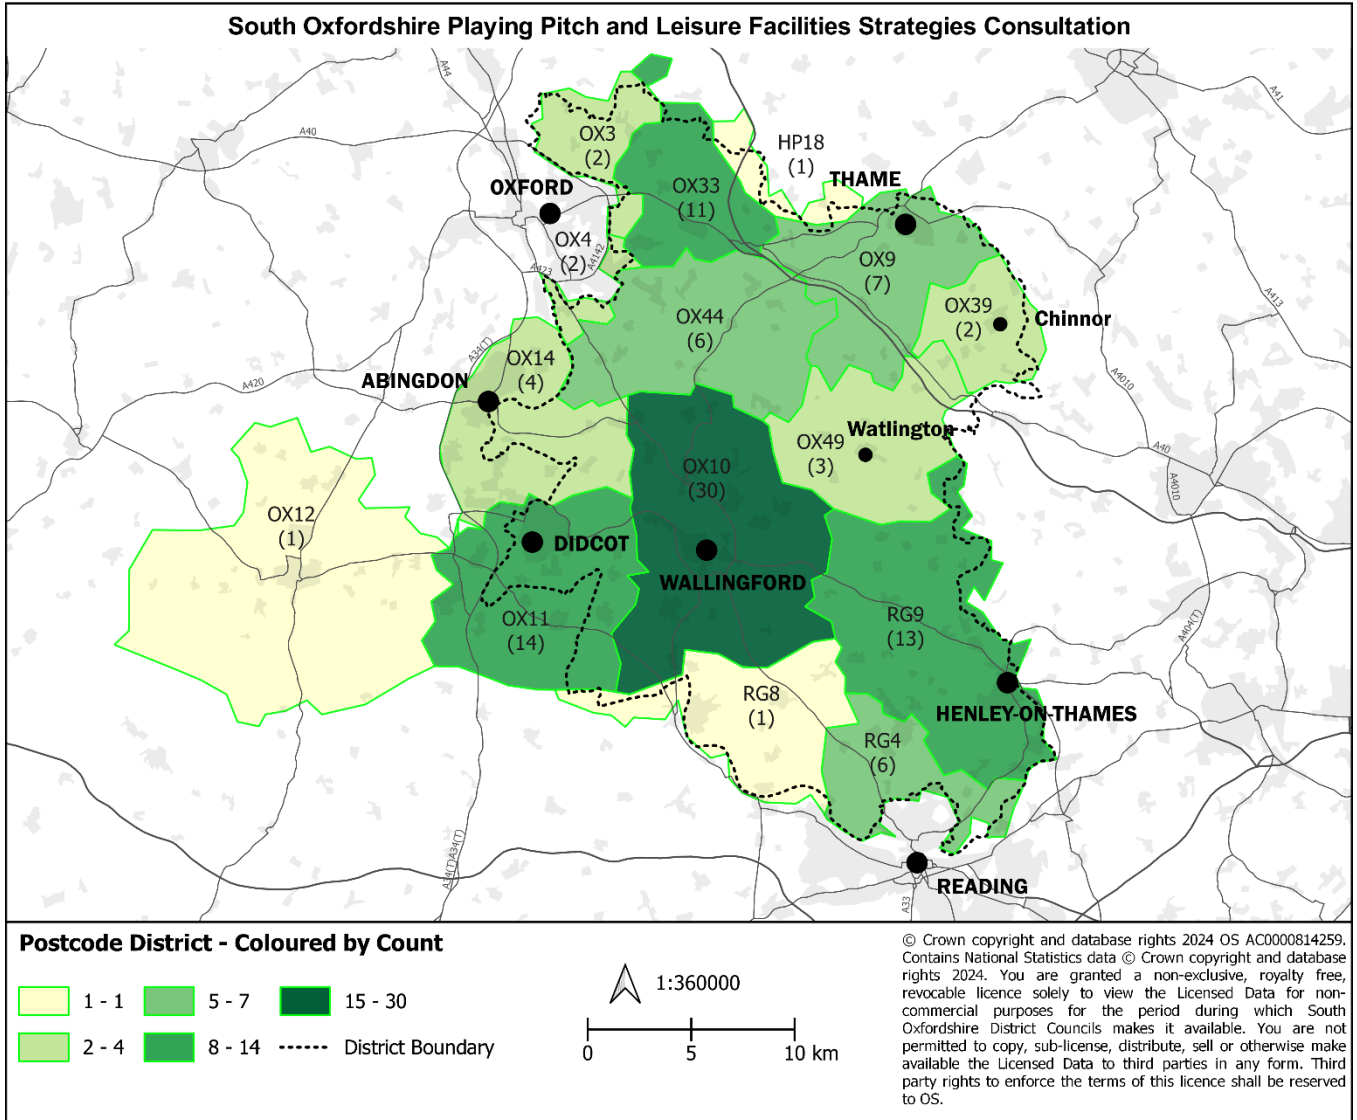 South Oxfordshire Playing Pitch and Leisure Facilities Strategies Consultation
A44
A41
A40
OX3
(2)
HP18
(1)
THAME
OXFORD
OX33
(11)
OX4
(2)
A4142
A423
OX9
(7)
A413
OX39
(2)
Chinnor
OX44
(6)
A34(T)
OX14
(4)
ABINGDON
A420
A4010
Watlington
OX49
(3)
A40
A4010
OX10
(30)
OX12
(1)
DIDCOT
WALLINGFORD
OX11
(14)
RG9
(13)
A404(T)
RG8
(1)
HENLEY-ON-THAMES
RG4
(6)
A34(T)
A34(T)
READING
A33
Postcode District - Coloured by Count
1 - 1
5 - 7
15 - 30
2 - 4
8 - 14
District Boundary
1:360000
0
5
10 km
© Crown copyright and database rights 2024 OS AC0000814259.
Contains National Statistics data © Crown copyright and database
rights 2024. You are granted a non-exclusive, royalty free,
revocable licence solely to view the Licensed Data for non-
commercial purposes for the period during which South
Oxfordshire District Councils makes it available. You are not
permitted to copy, sub-license, distribute, sell or otherwise make
available the Licensed Data to third parties in any form. Third
party rights to enforce the terms of this licence shall be reserved
to OS.